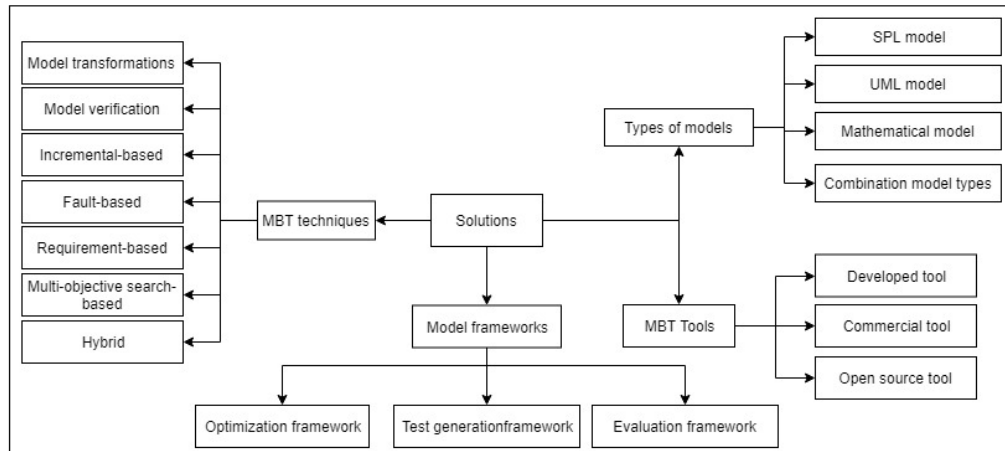 Model transformations
Model verification
Incremental-based
Fault-based
Requirement-based
Multi-objective search-
based
Hybrid
MBT techniques
Solutions
Types of models
SPL model
UML model
Mathematical model
Combination model types
MBT Tools
Developed tool
Commercial tool
Open source tool
Model frameworks
Optimization framework
Test generationframework
Evaluation framework